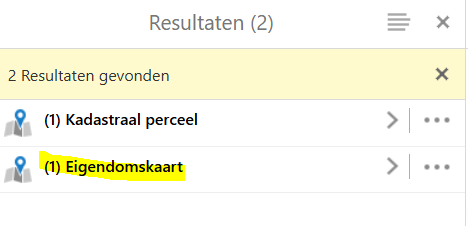 Resultaten (2)
2 Resultaten gevonden
(1) Kadastraal perceel
(1) Eigendomskaart